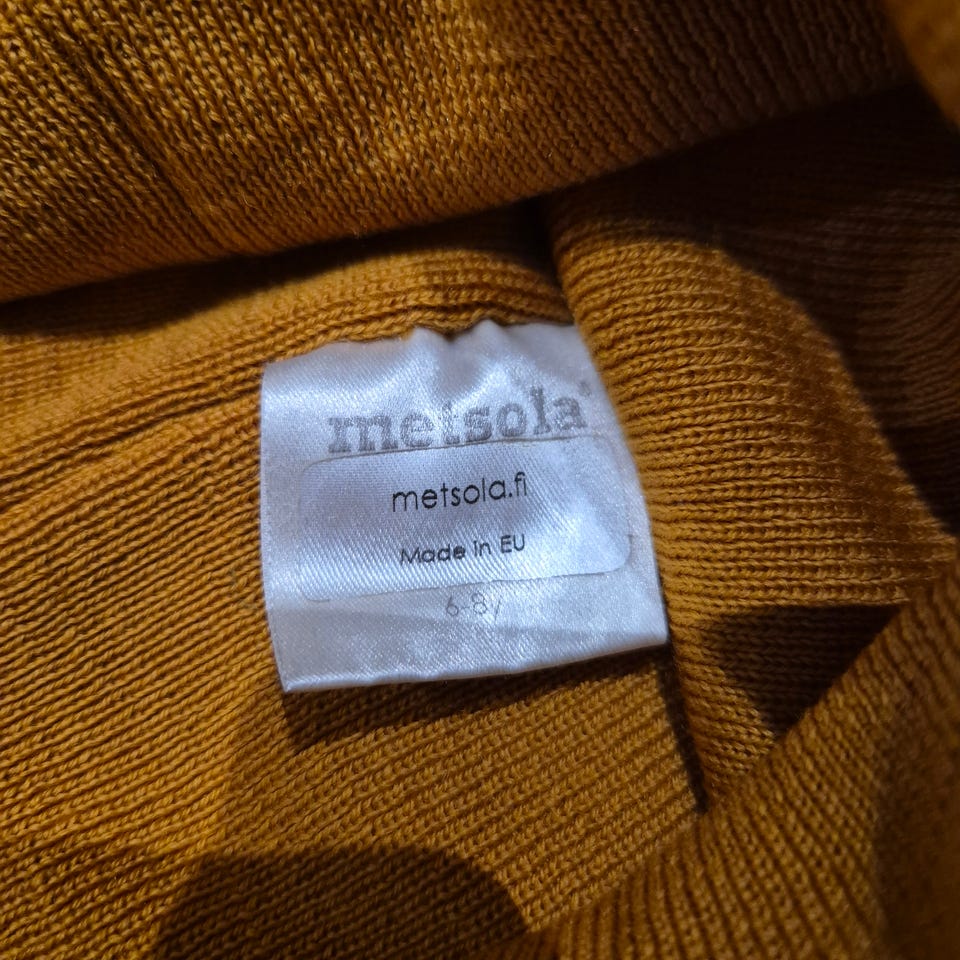 metsola
metsola.fi
Made in EU
6-8y